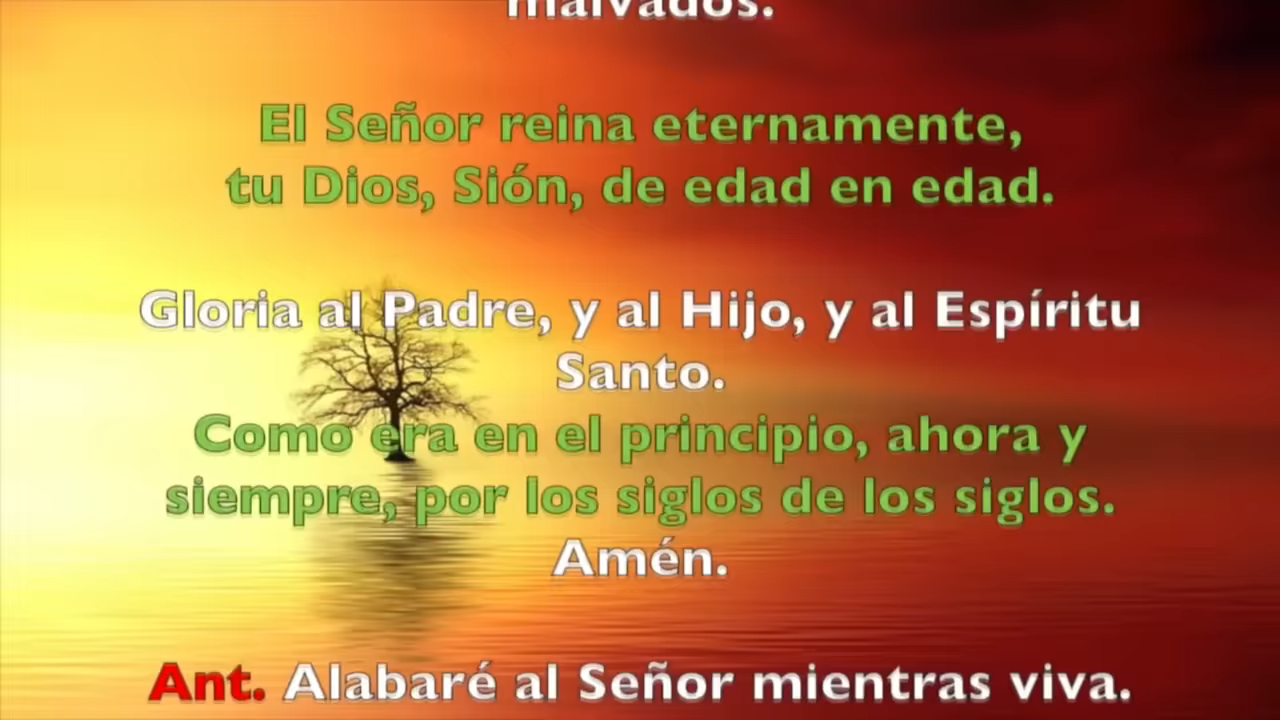 malvados.
El Señor reina eternamente,
tu Dios, Sión, de edad en edad.
Gloria al Padre, y al Hijo, y al Espíritu
Santo.
Como era en el principio, ahora y
siempre, por los siglos de los siglos.
Amén.
Ant. Alabaré al Señor mientras viva.